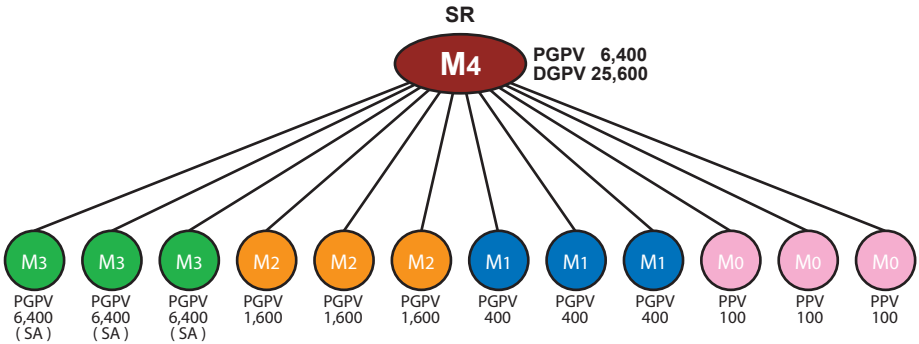 SR
M4
PGPV 6,400
DGPV 25,600
M3 M3 M3 M2 M2 M2 M1 M1 M1 M0 M0 M0
PGPV PGPV PGPV PGPV PGPV PGPV PGPV PGPV PGPV PPV PPV PPV
6,400 6,400 6,400 1,600 1,600 1,600 400 400 400 100 100 100
( SA ) ( SA ) ( SA )